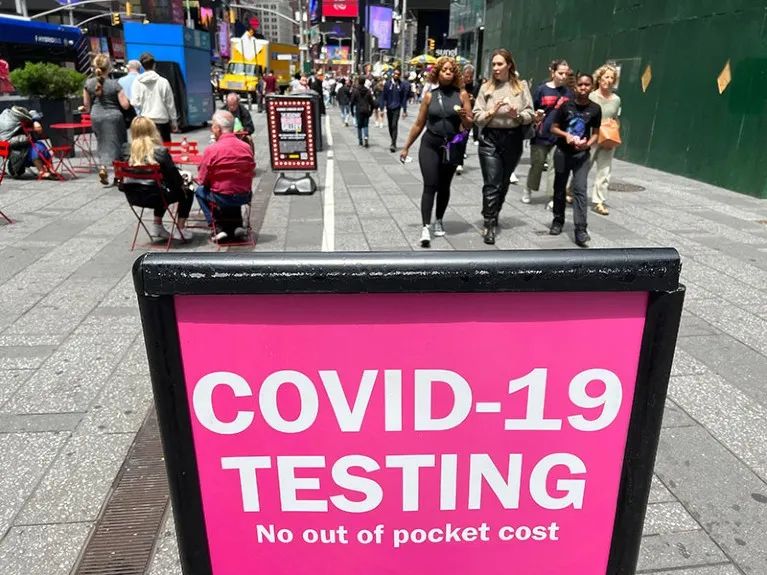 COVID-19
TESTING
No out of pocket cost